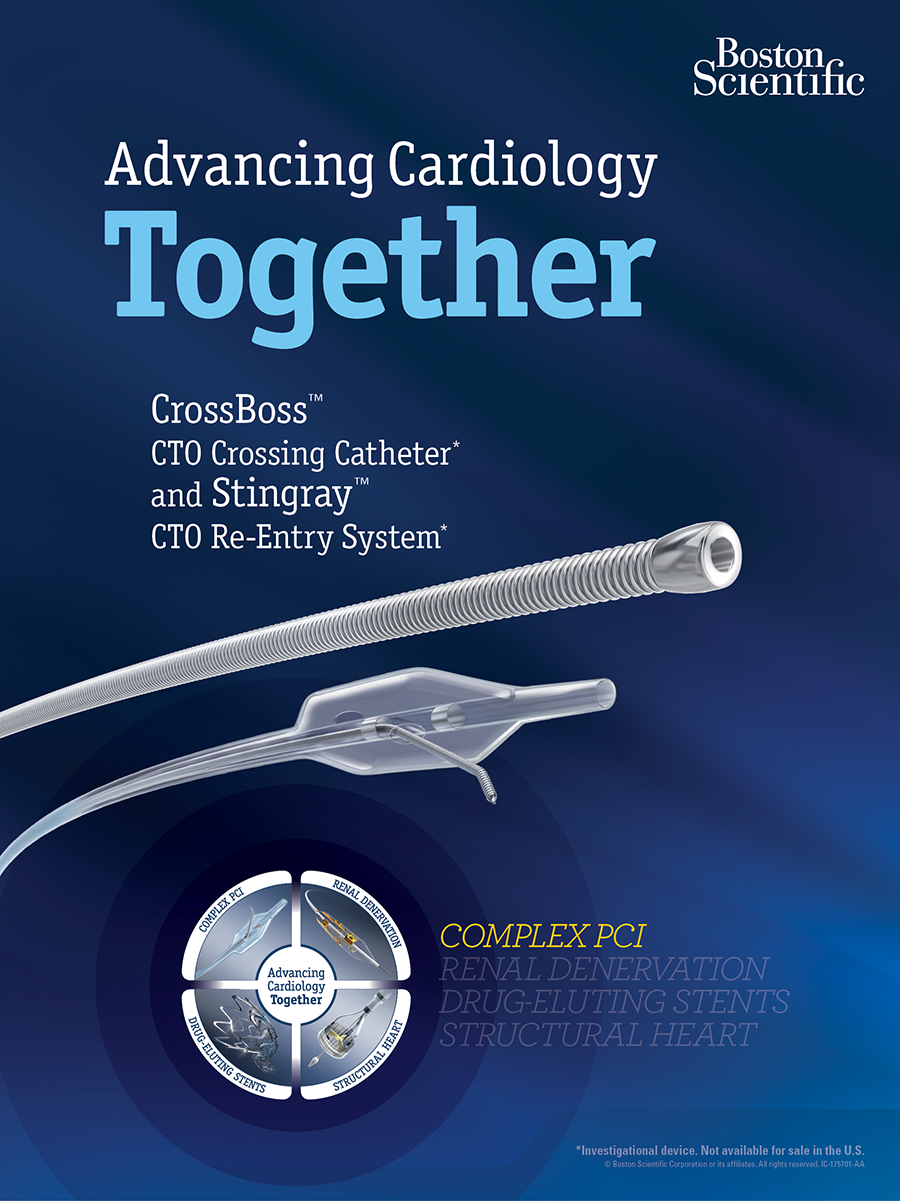 Boston
Scientific
Advancing Cardiology
Together
CrossBoss™
CTO Crossing Catheter*
and Stingray™
CTO Re-Entry System*
COMPLEX PCI
RENAL DENERVATION
Advancing
Cardiology
Together
DRUG-ELUTING STENTS
STRUCTURAL HEART
COMPLEX PCI
RENAL DENERVATION
DRUG-ELUTING STENTS
STRUCTURAL HEART
*Investigational device. Not available for sale in the U.S.
© Boston Scientific Corporation or its affiliates. All rights reserved. IC-175701-AA